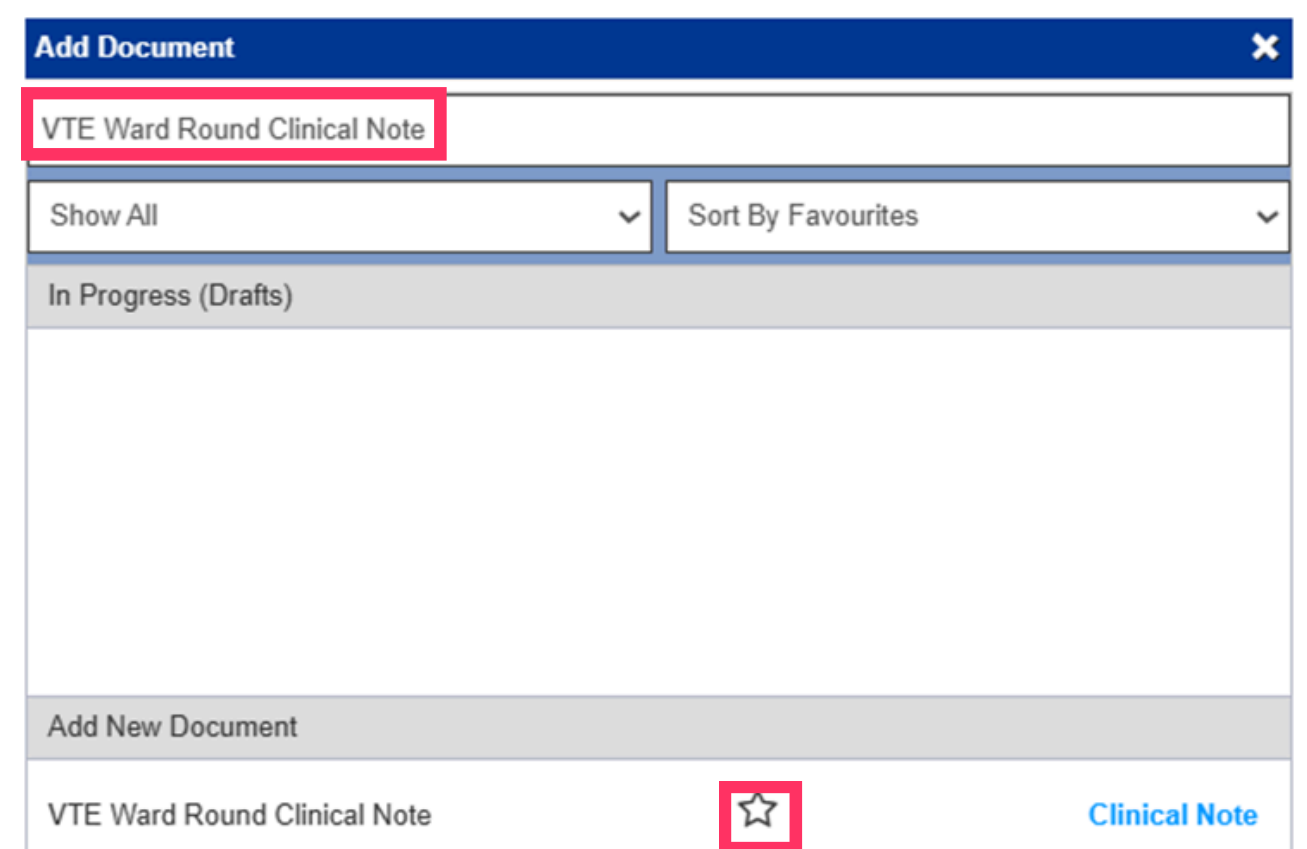 Add Document
VTE Ward Round Clinical Note
Show All Sort By Favourites
In Progress (Drafts)
Add New Document
VTE Ward Round Clinical Note Clinical Note